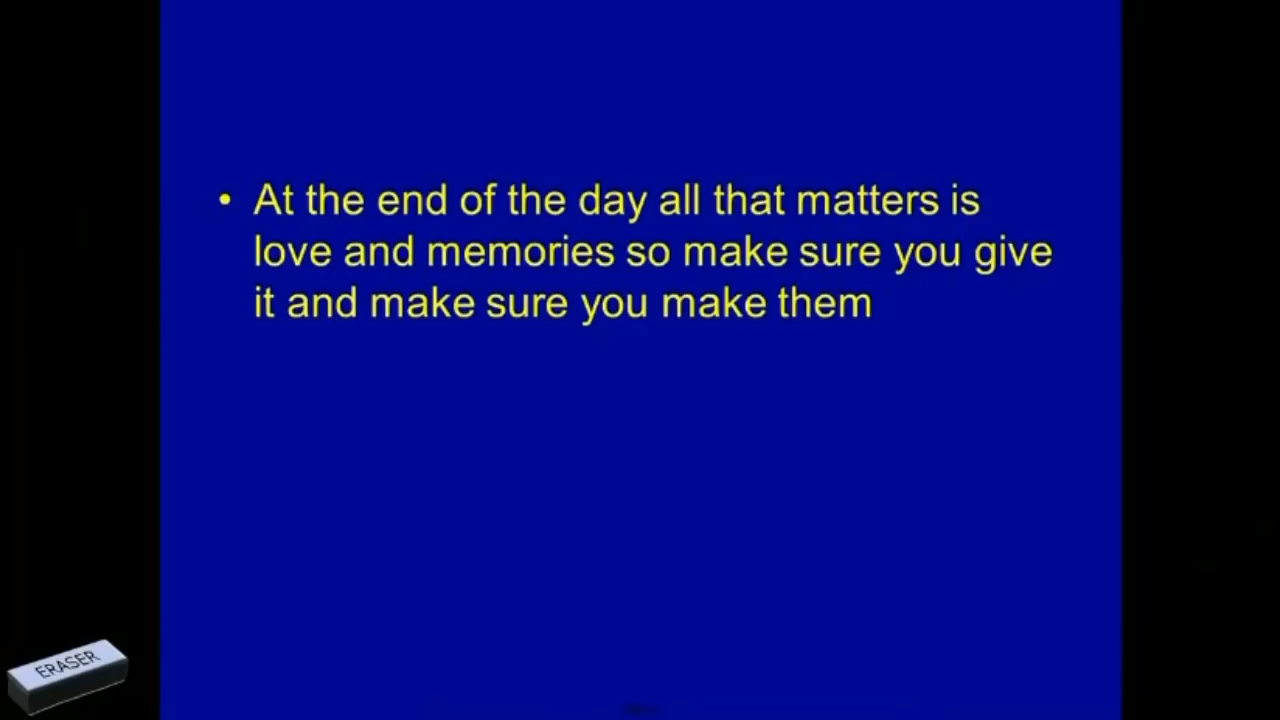 • At the end of the day all that matters is
love and memories so make sure you give
it and make sure you make them
ERASER